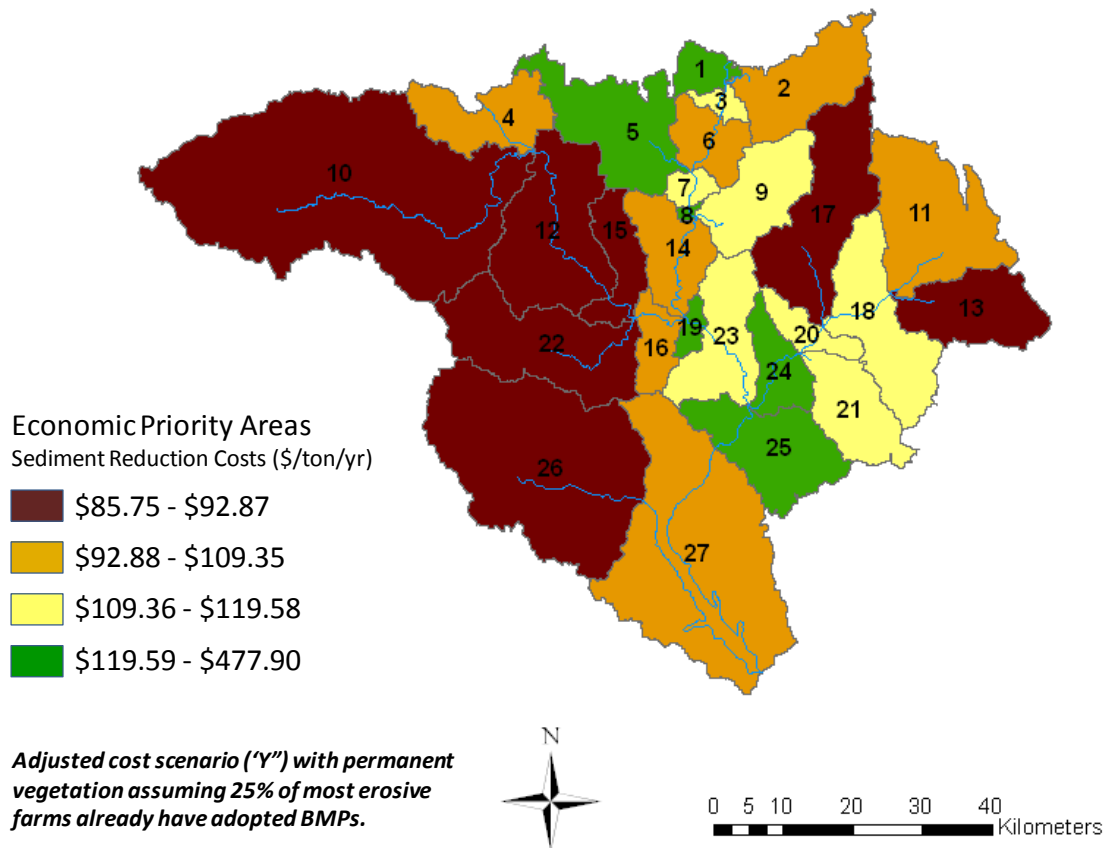 1
2
3
4
5
6
7
8
9
10
11
12
13
14
15
16
17
18
19
20
21
22
23
24
25
26
27
Economic Priority Areas
Sediment Reduction Costs ($/ton/yr)
$85.75 - $92.87
$92.88 - $109.35
$109.36 - $119.58
$119.59 - $477.90
Adjusted cost scenario (‘Y”) with permanent
vegetation assuming 25% of most erosive
farms already have adopted BMPs.
N
0 5 10 20 30 40
Kilometers